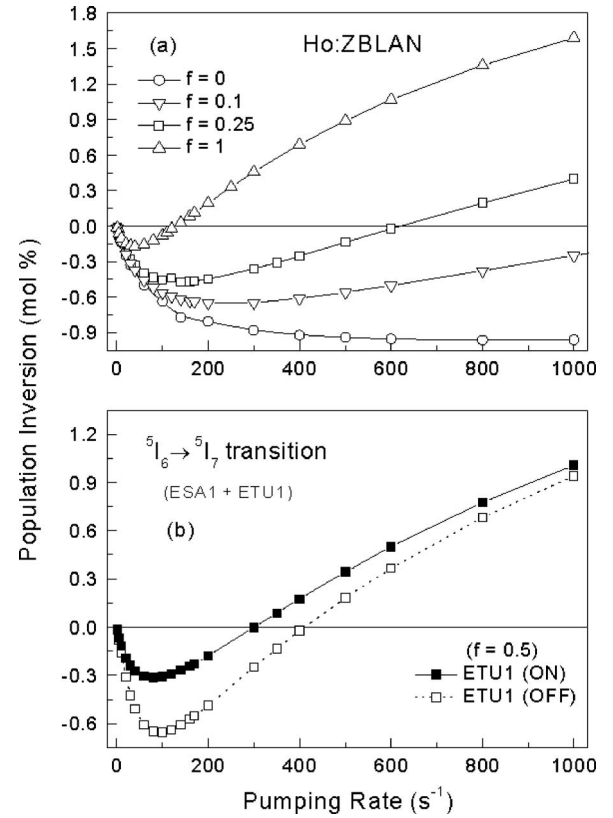 1.8
1.5
1.2
0.9
0.6
0.3
0.0
-0.3
-0.6
-0.9
(a)
Ho:ZBLAN
f = 0
f = 0.1
f = 0.25
f = 1
0 200 400 600 800 1000
Population Inversion (mol %)
1.2
0.9
0.6
0.3
0.0
-0.3
-0.6
⁵I₆→ ⁵I₇ transition
(ESA1 + ETU1)
(b)
(f = 0.5)
ETU1 (ON)
ETU1 (OFF)
0 200 400 600 800 1000
Pumping Rate (s⁻¹)